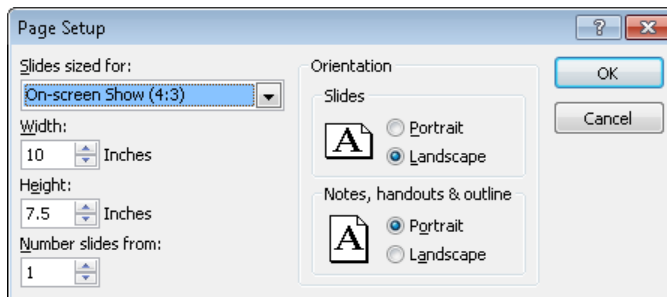 Page Setup
Slides sized for:
On-screen Show (4:3)
Width:
10 Inches
Height:
7.5 Inches
Number slides from:
1
Orientation
Slides
A
Portrait
Landscape
Notes, handouts & outline
A
Portrait
Landscape
OK
Cancel